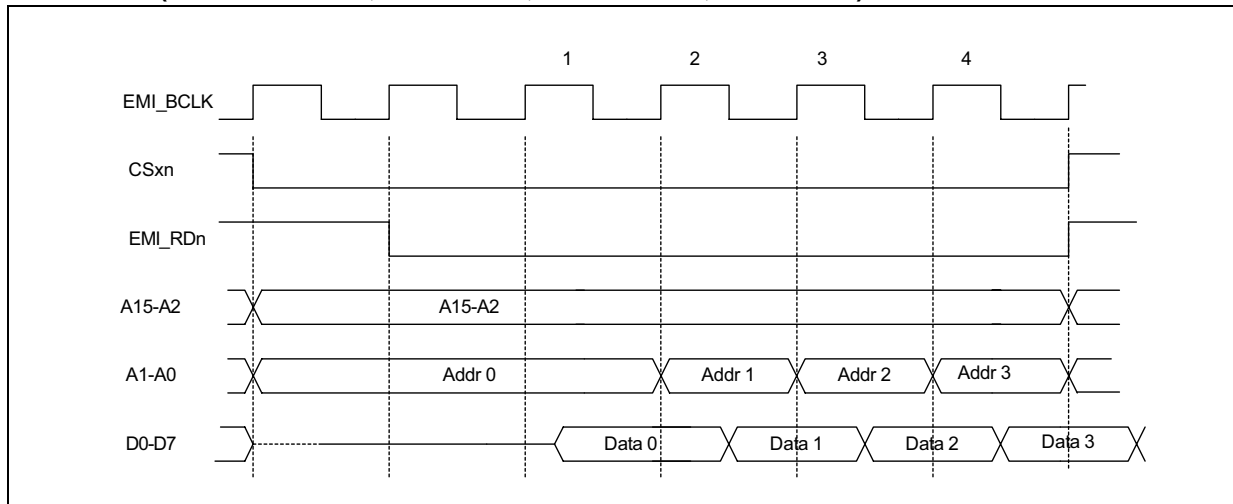 1 2 3 4
EMI_BCLK
CSxn
EMI_RDn
A15-A2 A15-A2
A1-A0 Addr 0 Addr 1 Addr 2 Addr 3
D0-D7 Data 0 Data 1 Data 2 Data 3